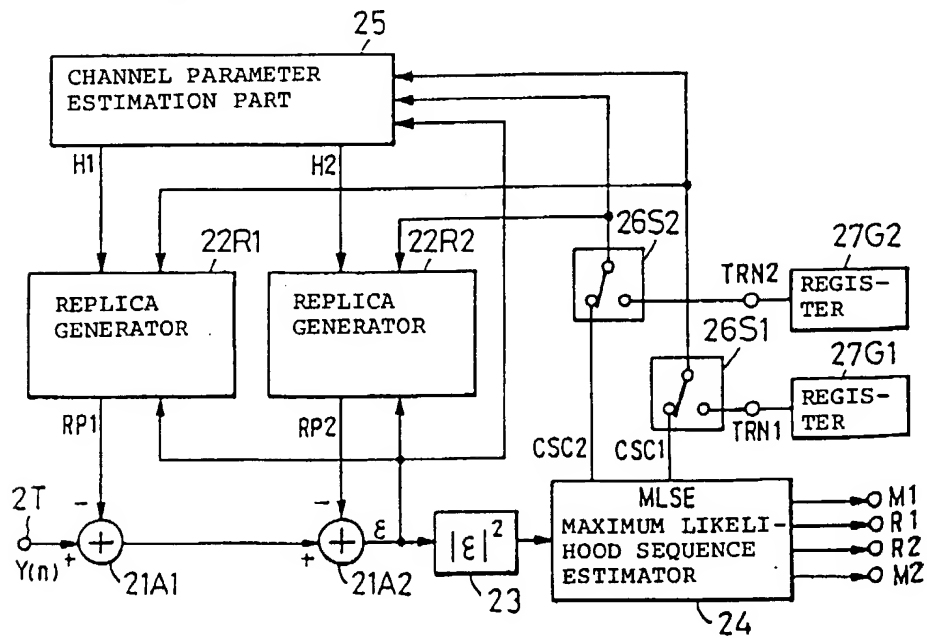 25
CHANNEL PARAMETER
ESTIMATION PART
H1
H2
22R1
22R2
26S2
27G2
REPLICA
GENERATOR
REPLICA
GENERATOR
TRN2
REGIS-
TER
26S1
27G1
REGIS-
TER
TRN1
RP1
RP2
CSC2
CSC1
2T
Y(n)
+
−
+
21A1
+
−
+
21A2
ε
|ε|²
23
MLSE
MAXIMUM LIKELI-
HOOD SEQUENCE
ESTIMATOR
24
M1
R1
R2
M2